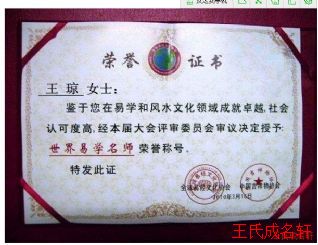 荣誉证书
王琼 女士：
鉴于您在易学和风水文化领域成就卓越,社会
认可度高,经本届大会评审委员会审议决定授予:
世界易学名师 荣誉称号。
特发此证
王氏成名轩